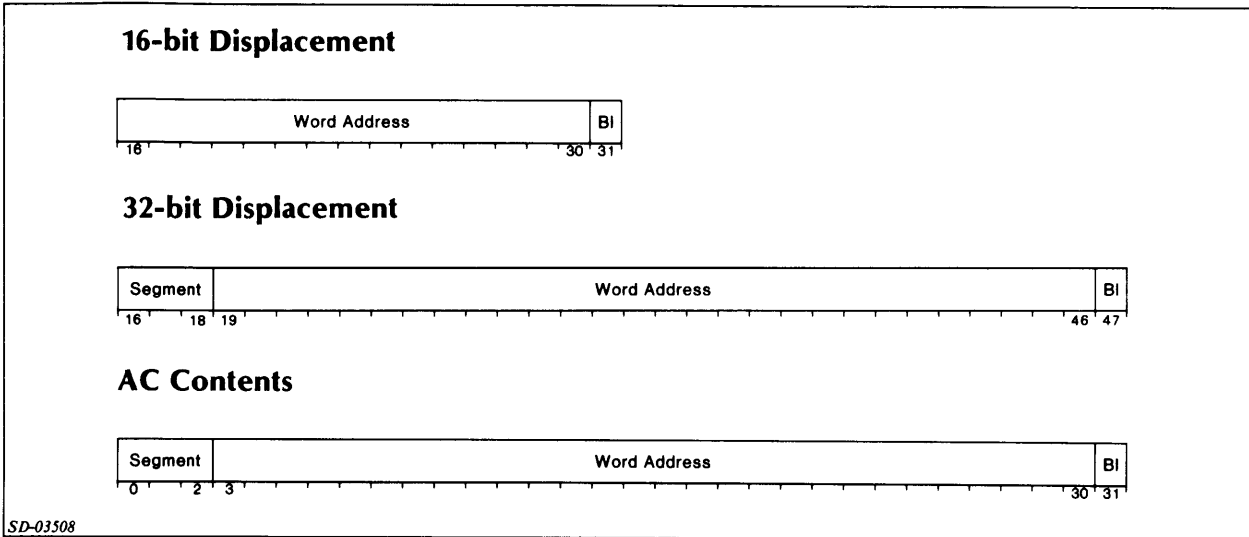 16-bit Displacement
Word Address BI
16 30 31
32-bit Displacement
Segment Word Address BI
16 18 19 46 47
AC Contents
Segment Word Address BI
0 2 3 30 31
SD-03508